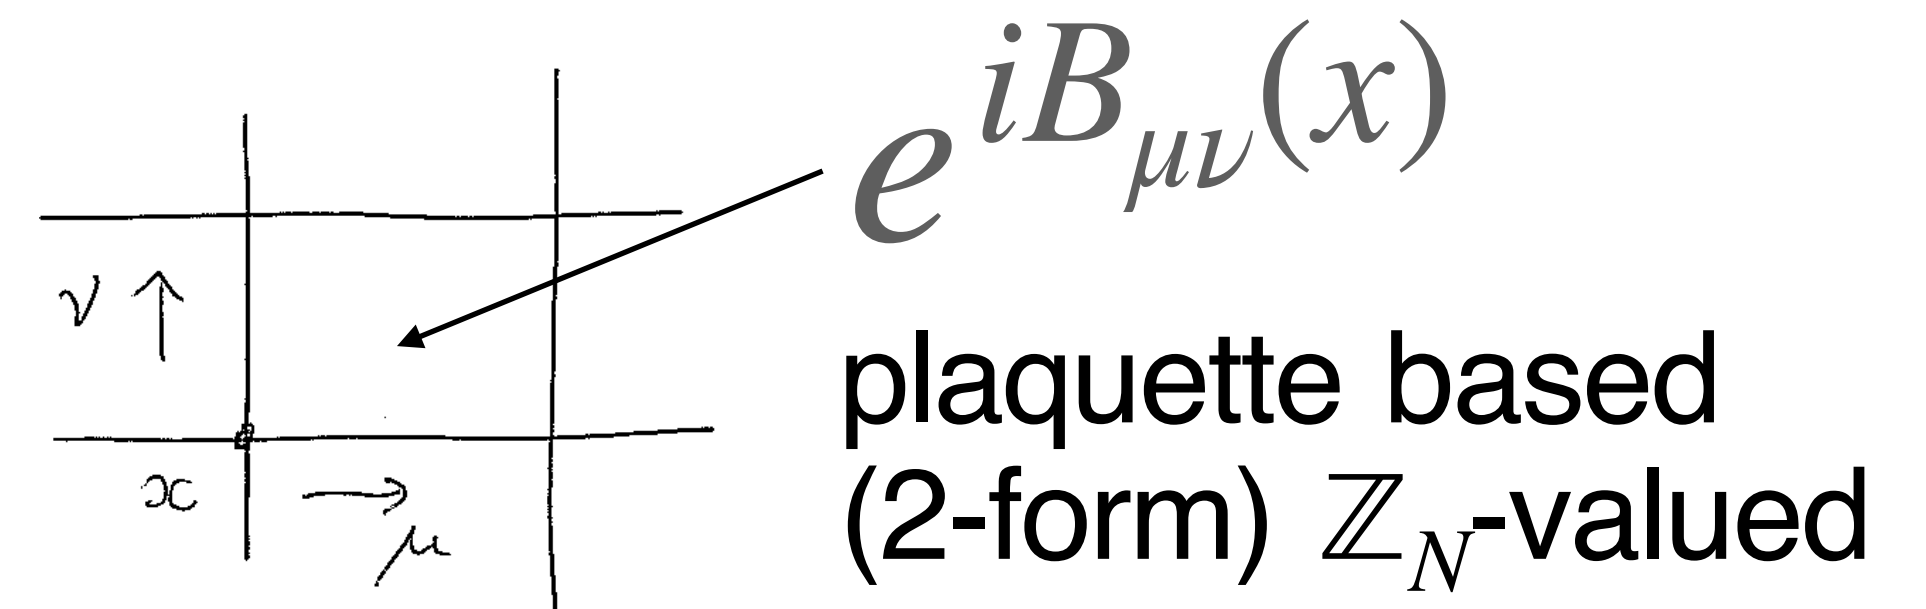 e^{iB_{μν}(x)}
ν ↑
plaquette based
x → μ
(2-form) ℤ_N-valued